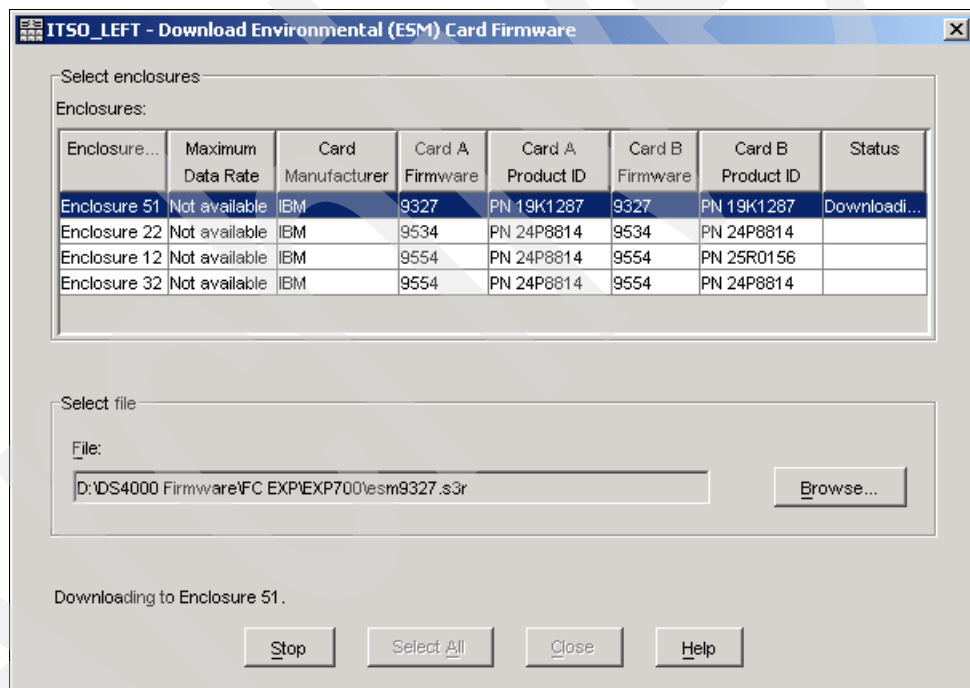 ITSO_LEFT - Download Environmental (ESM) Card Firmware
Select enclosures
Enclosures:
Enclosure... Maximum Data Rate Card Manufacturer Card A Firmware Card A Product ID Card B Firmware Card B Product ID Status
Enclosure 51 Not available IBM 9327 PN 19K1287 9327 PN 19K1287 Downloadi...
Enclosure 22 Not available IBM 9534 PN 24P8814 9534 PN 24P8814
Enclosure 12 Not available IBM 9554 PN 24P8814 9554 PN 25R0156
Enclosure 32 Not available IBM 9554 PN 24P8814 9554 PN 24P8814
Select file
File:
D:\DS4000 Firmware\FC EXP\EXP700\esm9327.s3r
Browse...
Downloading to Enclosure 51.
Stop Select All Close Help